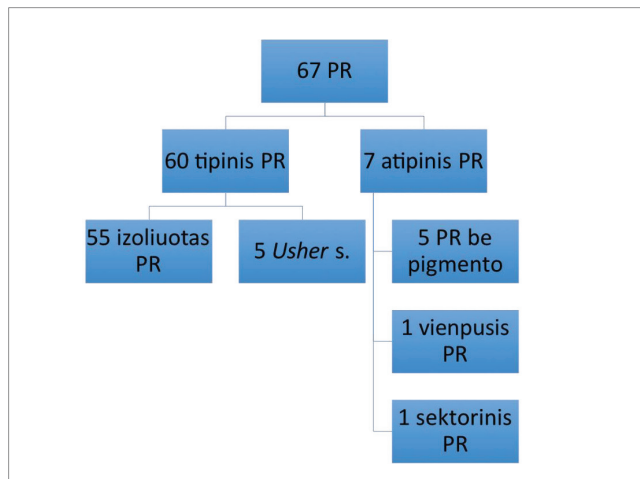 67 PR
60 tipinis PR
7 atipinis PR
55 izoliuotas
PR
5 Usher s.
5 PR be
pigmento
1 vienpusis
PR
1 sektorinis
PR